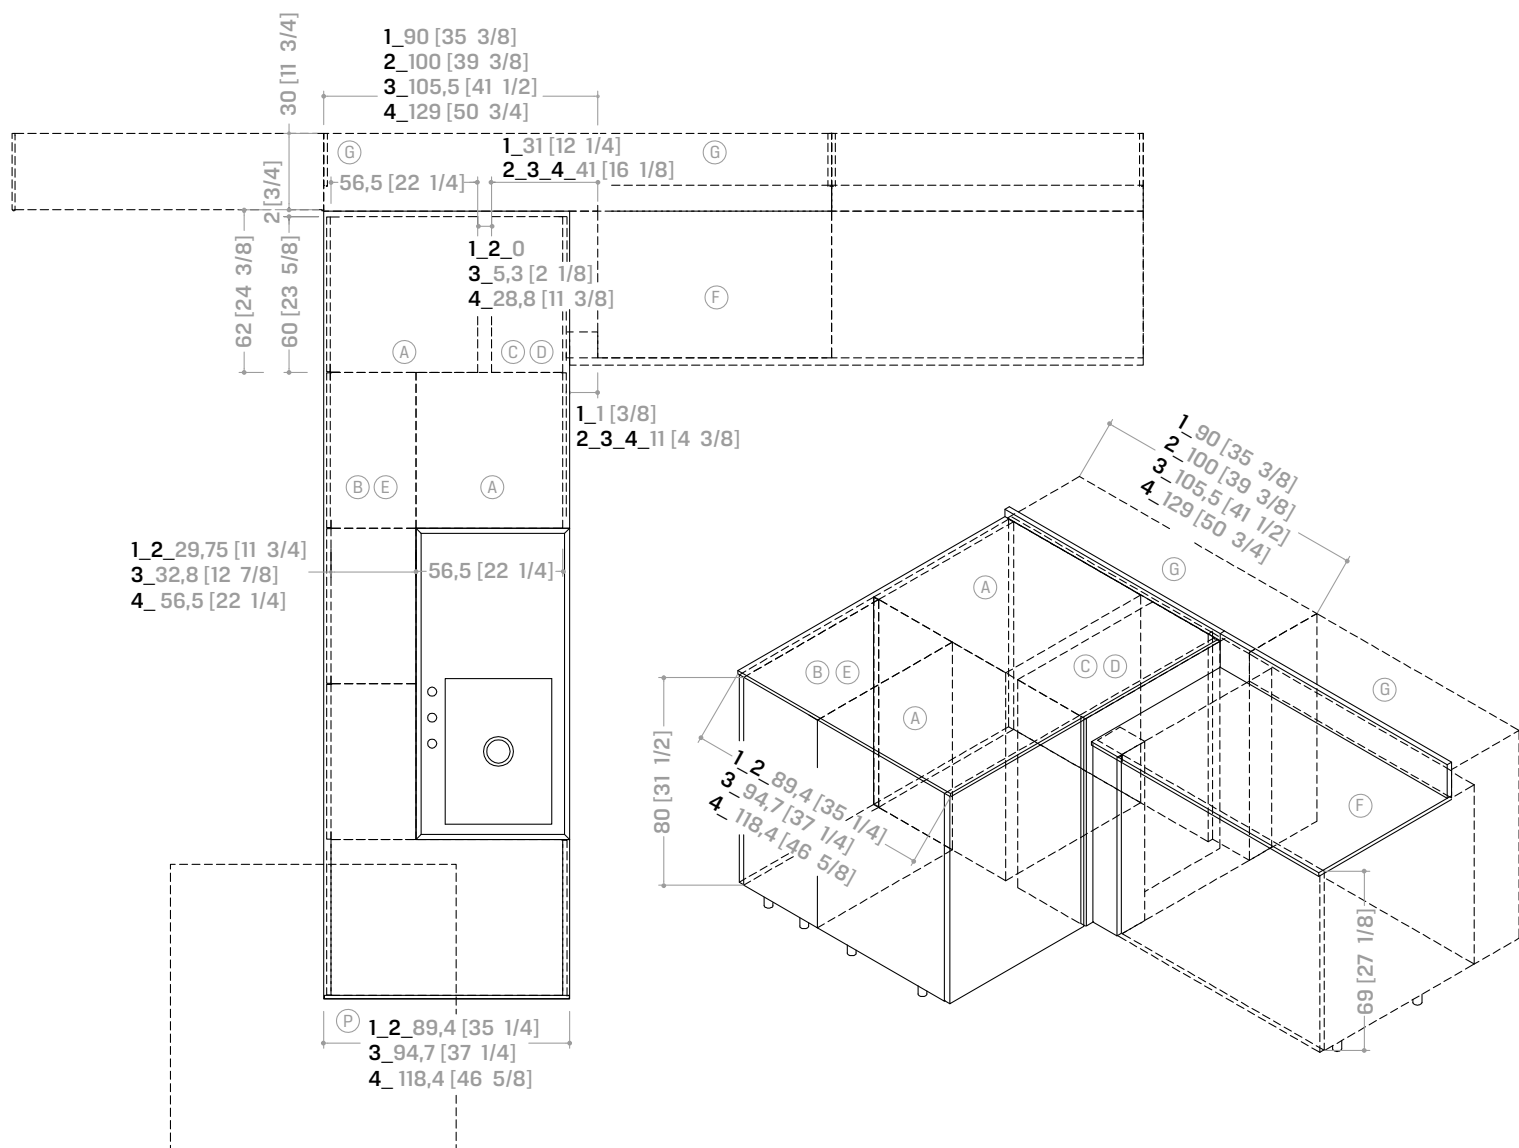 1_90 [35 3/8]
2_100 [39 3/8]
3_105,5 [41 1/2]
4_129 [50 3/4]
30 [11 3/4]
G
1_31 [12 1/4]
2_3_4_41 [16 1/8]
G
56,5 [22 1/4]
2 [3/4]
62 [24 3/8]
60 [23 5/8]
1_2_0
3_5,3 [2 1/8]
4_28,8 [11 3/8]
F
A
C D
1_1 [3/8]
2_3_4_11 [4 3/8]
B E
A
1_2_29,75 [11 3/4]
3_32,8 [12 7/8]
4_ 56,5 [22 1/4]
56,5 [22 1/4]
P
1_2_89,4 [35 1/4]
3_94,7 [37 1/4]
4_ 118,4 [46 5/8]
1_90 [35 3/8]
2_100 [39 3/8]
3_105,5 [41 1/2]
4_129 [50 3/4]
G
A
B E
C D
G
A
80 [31 1/2]
1_2_89,4 [35 1/4]
3_94,7 [37 1/4]
4_ 118,4 [46 5/8]
F
69 [27 1/8]